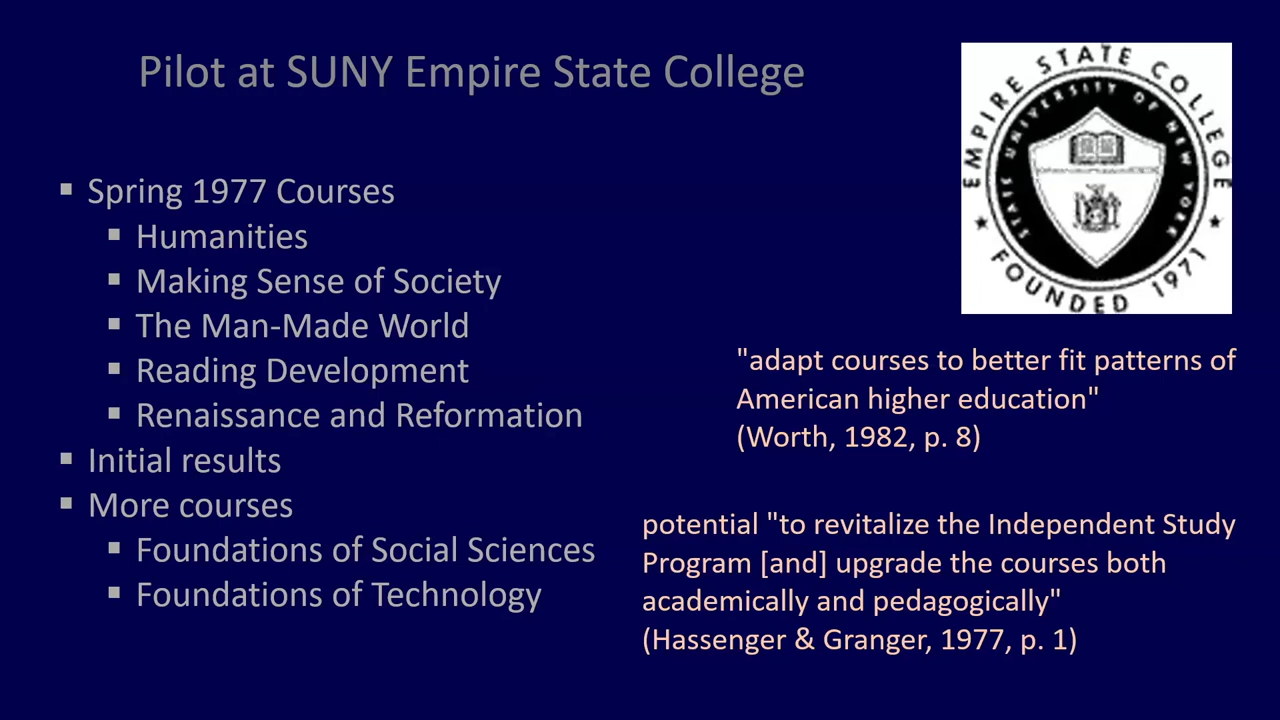 Pilot at SUNY Empire State College
EMPIRE STATE COLLEGE
STATE UNIVERSITY OF NEW YORK
FOUNDED 1971
▪ Spring 1977 Courses
▪ Humanities
▪ Making Sense of Society
▪ The Man-Made World
▪ Reading Development
▪ Renaissance and Reformation
▪ Initial results
▪ More courses
▪ Foundations of Social Sciences
▪ Foundations of Technology
"adapt courses to better fit patterns of
American higher education"
(Worth, 1982, p. 8)
potential "to revitalize the Independent Study
Program [and] upgrade the courses both
academically and pedagogically"
(Hassenger & Granger, 1977, p. 1)